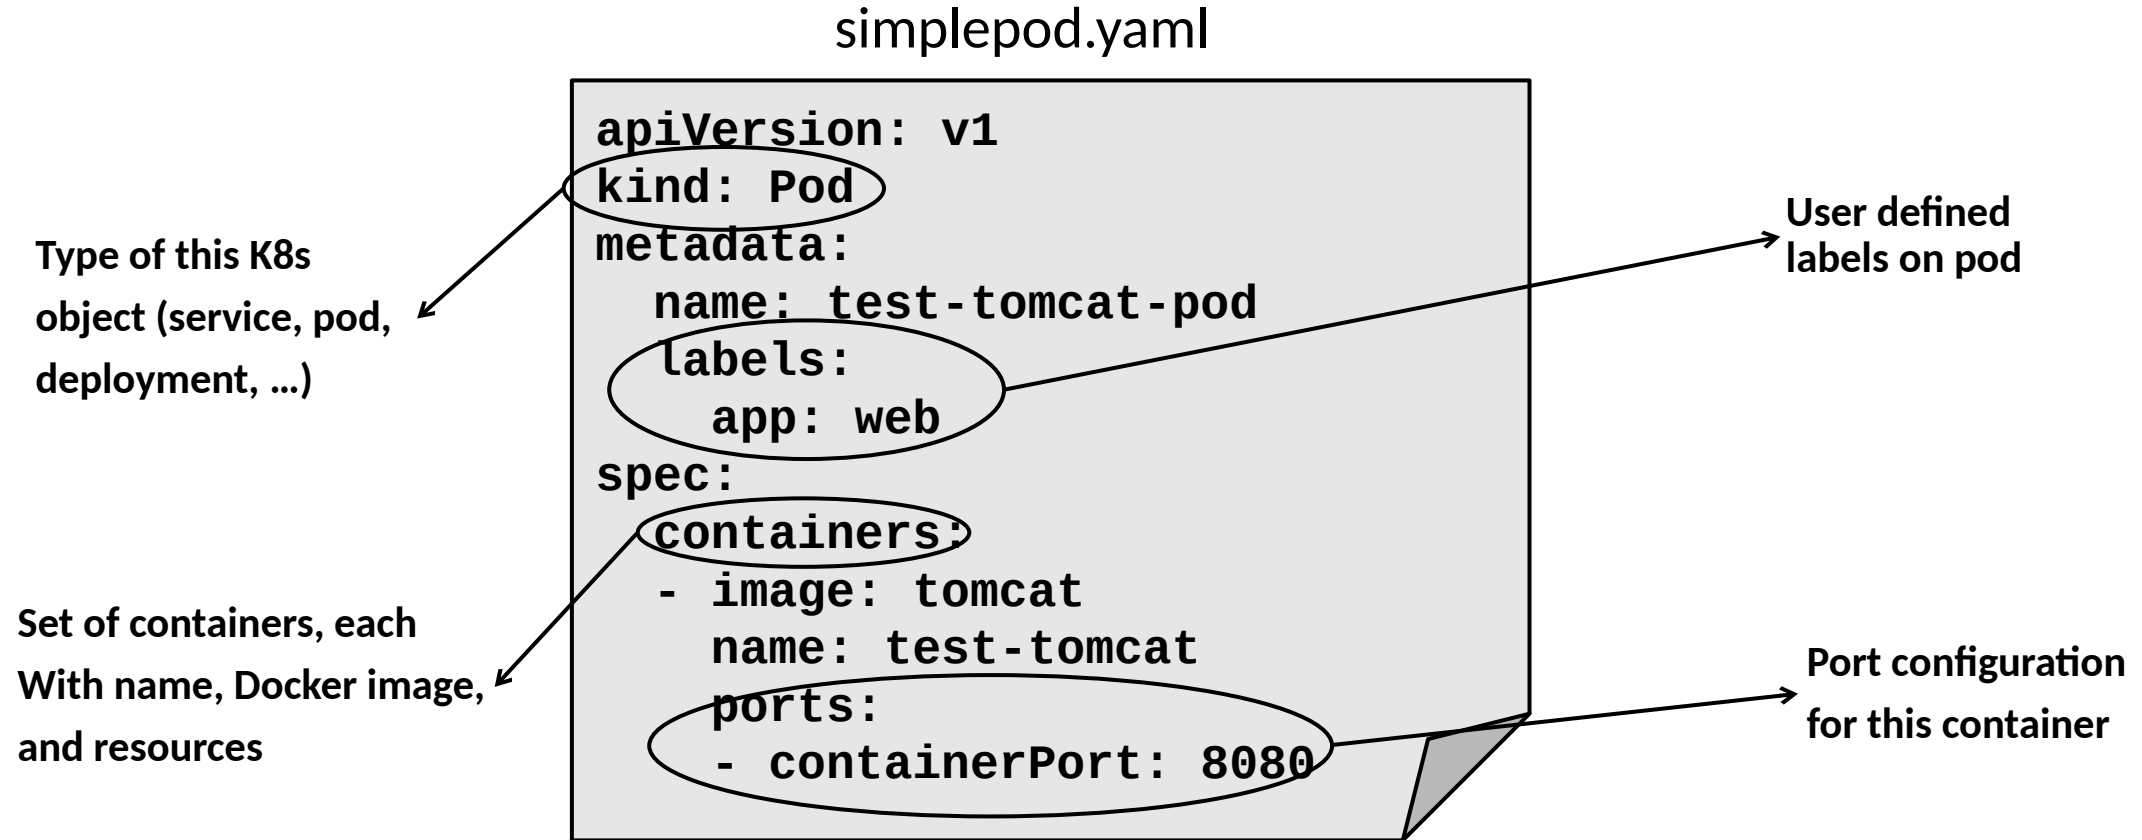 simplepod.yaml
apiVersion: v1
kind: Pod
metadata:
  name: test-tomcat-pod
  labels:
    app: web
spec:
  containers:
  - image: tomcat
    name: test-tomcat
    ports:
    - containerPort: 8080
Type of this K8s
object (service, pod,
deployment, …)
Set of containers, each
With name, Docker image,
and resources
User defined
labels on pod
Port configuration
for this container